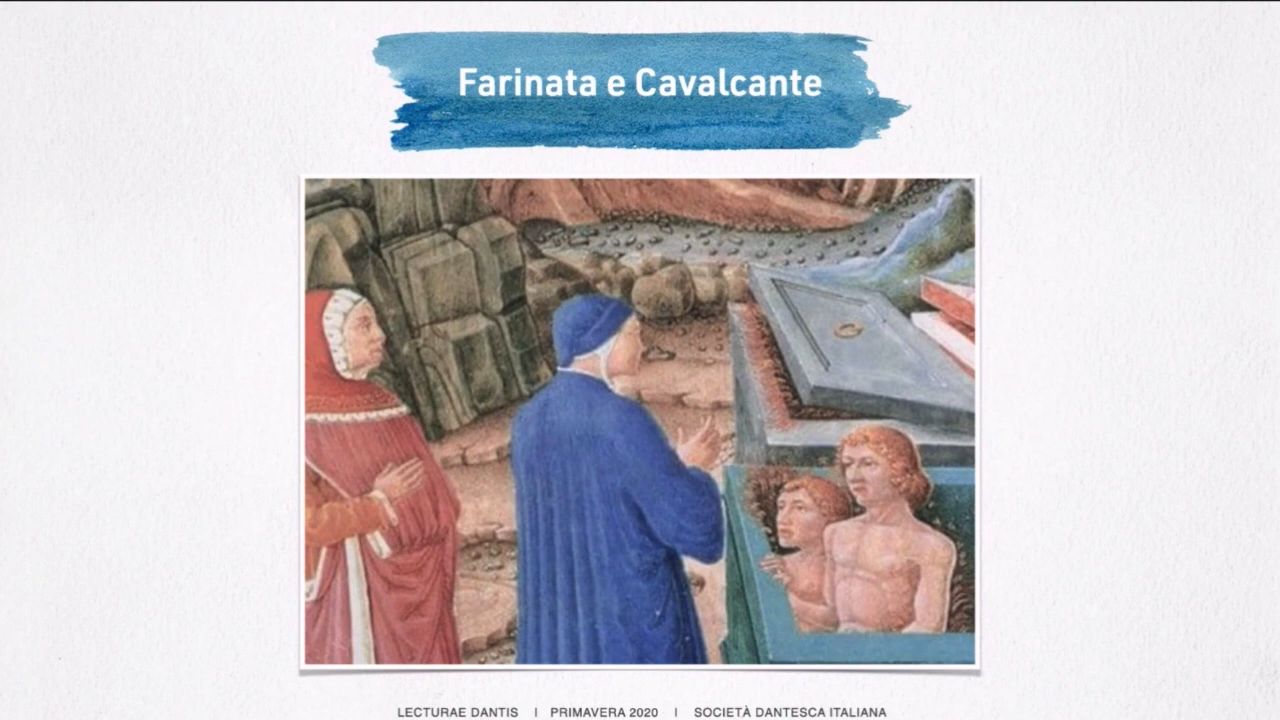 Farinata e Cavalcante
LECTURAE DANTIS | PRIMAVERA 2020 | SOCIETÀ DANTESCA ITALIANA